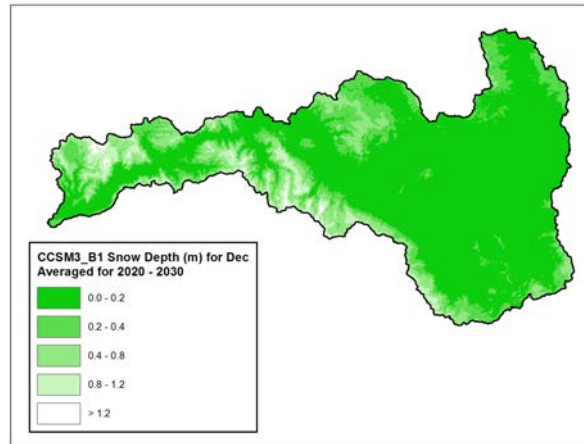 CCSM3_B1 Snow Depth (m) for Dec
Averaged for 2020 - 2030
0.0 - 0.2
0.2 - 0.4
0.4 - 0.8
0.8 - 1.2
> 1.2